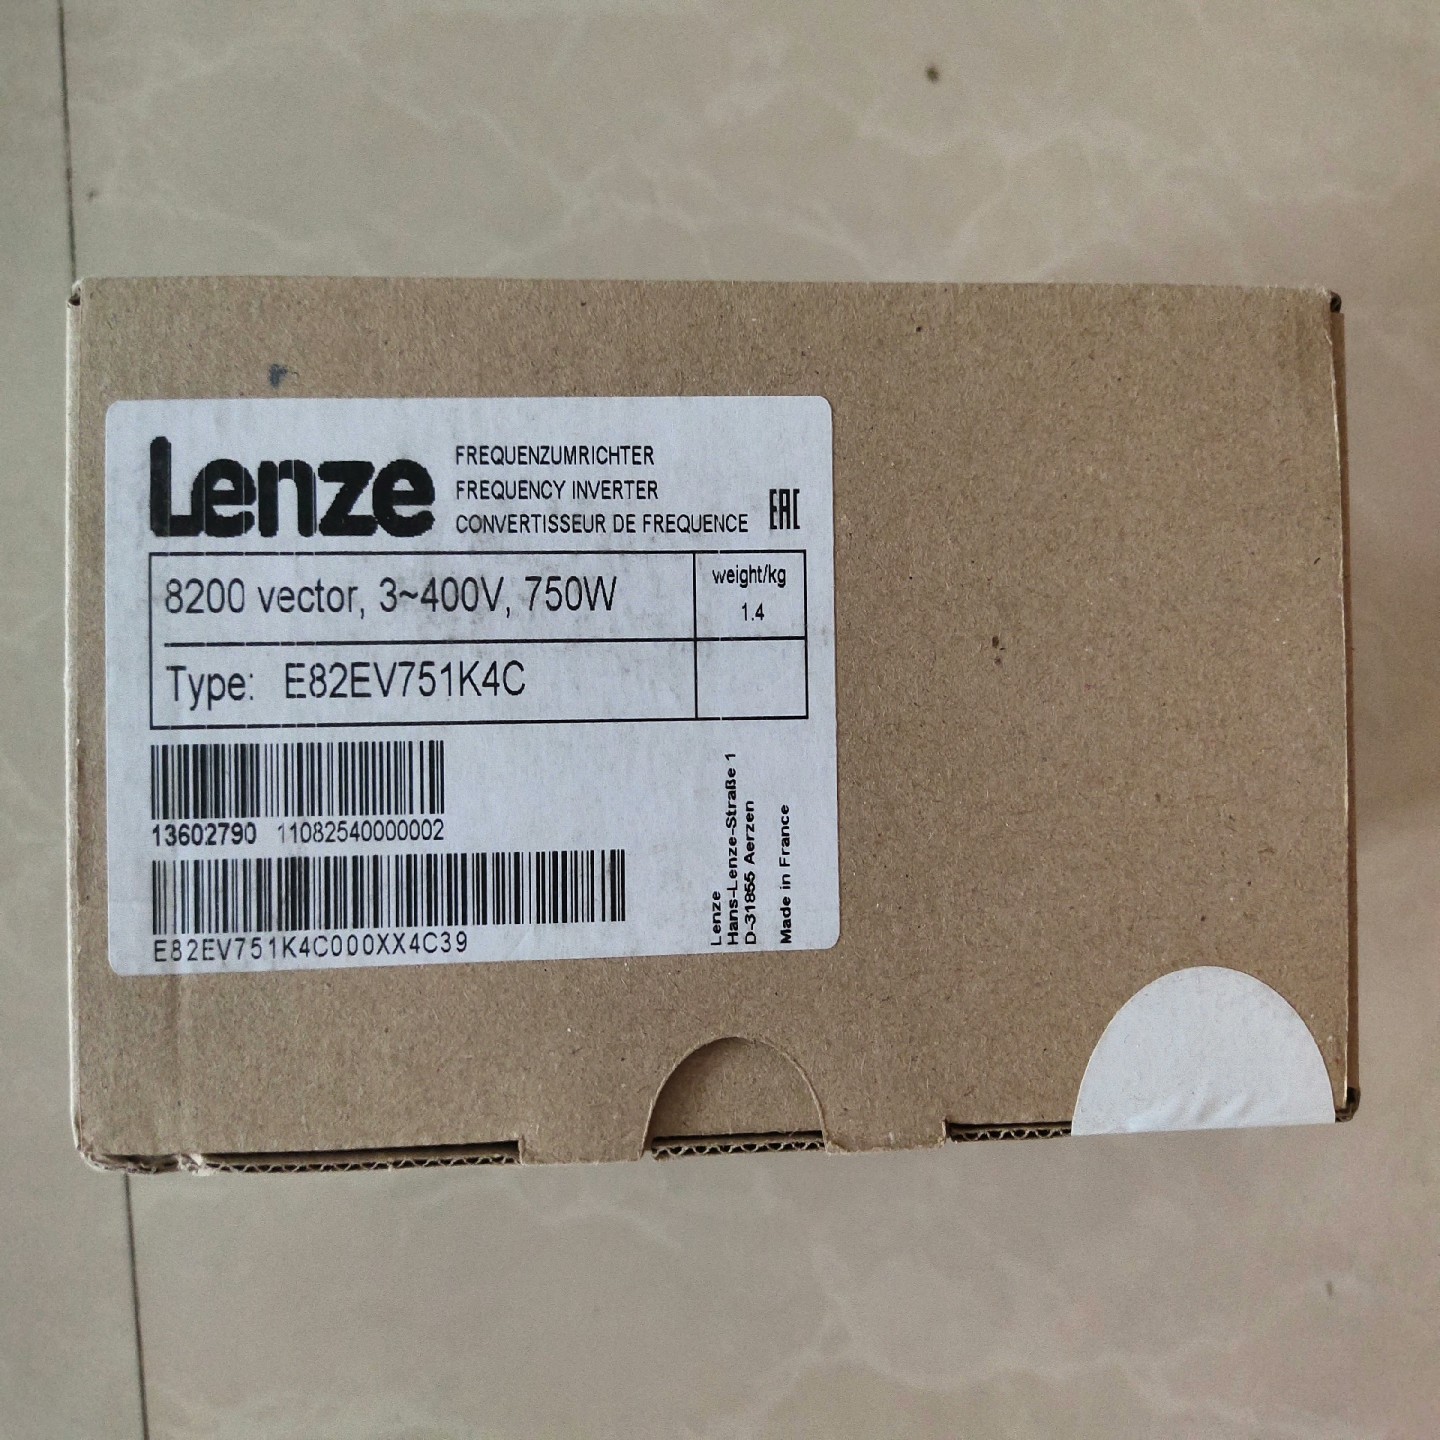 Lenze
FREQUENZUMRICHTER
FREQUENCY INVERTER
CONVERTISSEUR DE FREQUENCE
EAC
8200 vector, 3~400V, 750W
weight/kg
1.4
Type: E82EV751K4C
13602790 11082540000002
E82EV751K4C000XX4C39
Lenze
Hans-Lenze-Straße 1
D-31855 Aerzen
Made in France